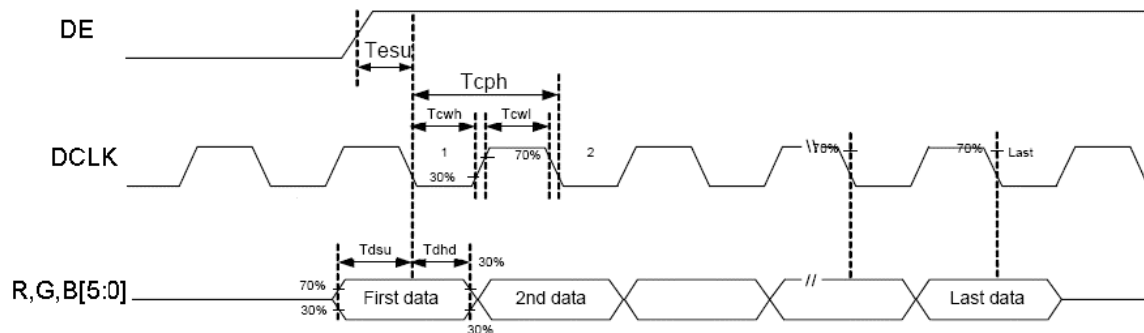 DE
Tesu
Tcph
Tcwh
Tcwl
DCLK
1
70%
2
\\
70%
70%
Last
30%
Tdsu
Tdhd
30%
R,G,B[5:0]
70%
First data
2nd data
//
Last data
30%
30%